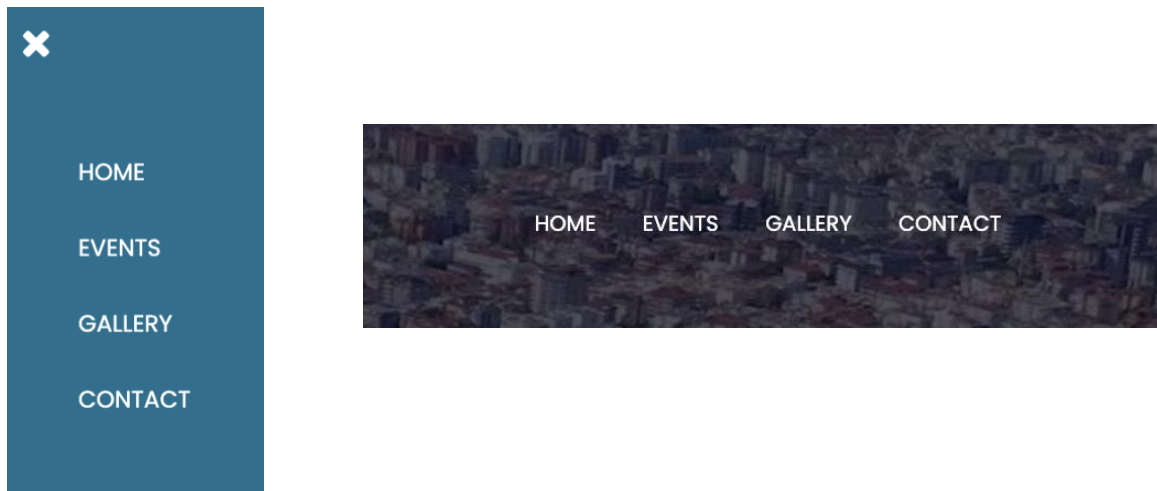 HOME
EVENTS
GALLERY
CONTACT
HOME EVENTS GALLERY CONTACT